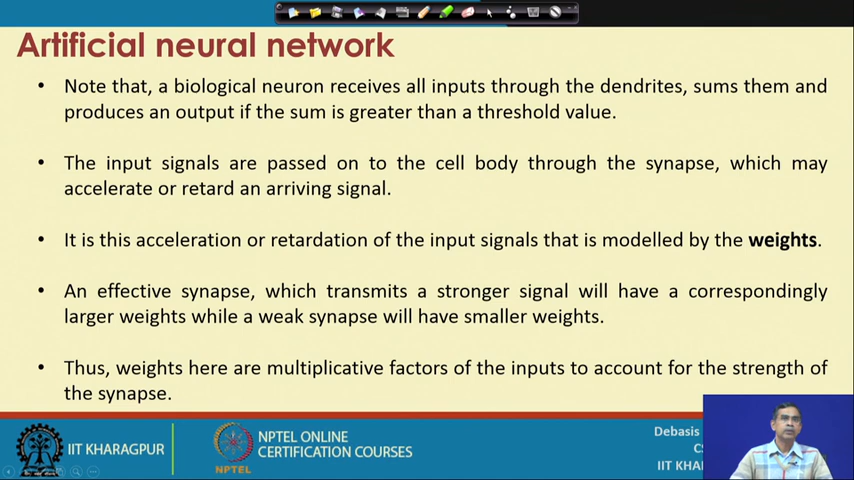 Artificial neural network
• Note that, a biological neuron receives all inputs through the dendrites, sums them and
produces an output if the sum is greater than a threshold value.
• The input signals are passed on to the cell body through the synapse, which may
accelerate or retard an arriving signal.
• It is this acceleration or retardation of the input signals that is modelled by the weights.
• An effective synapse, which transmits a stronger signal will have a correspondingly
larger weights while a weak synapse will have smaller weights.
• Thus, weights here are multiplicative factors of the inputs to account for the strength of
the synapse.
IIT KHARAGPUR
NPTEL
NPTEL ONLINE
CERTIFICATION COURSES
Debasis
CS
IIT KHA